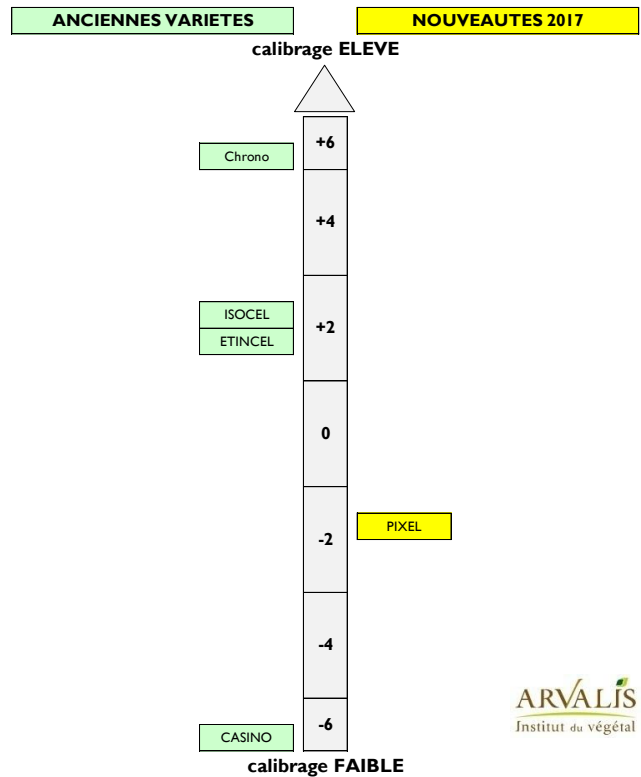 ANCIENNES VARIETES
NOUVEAUTES 2017
calibrage ELEVE
+6
Chrono
+4
ISOCEL
+2
ETINCEL
0
PIXEL
-2
-4
-6
CASINO
calibrage FAIBLE
ARVALIS
Institut du végétal